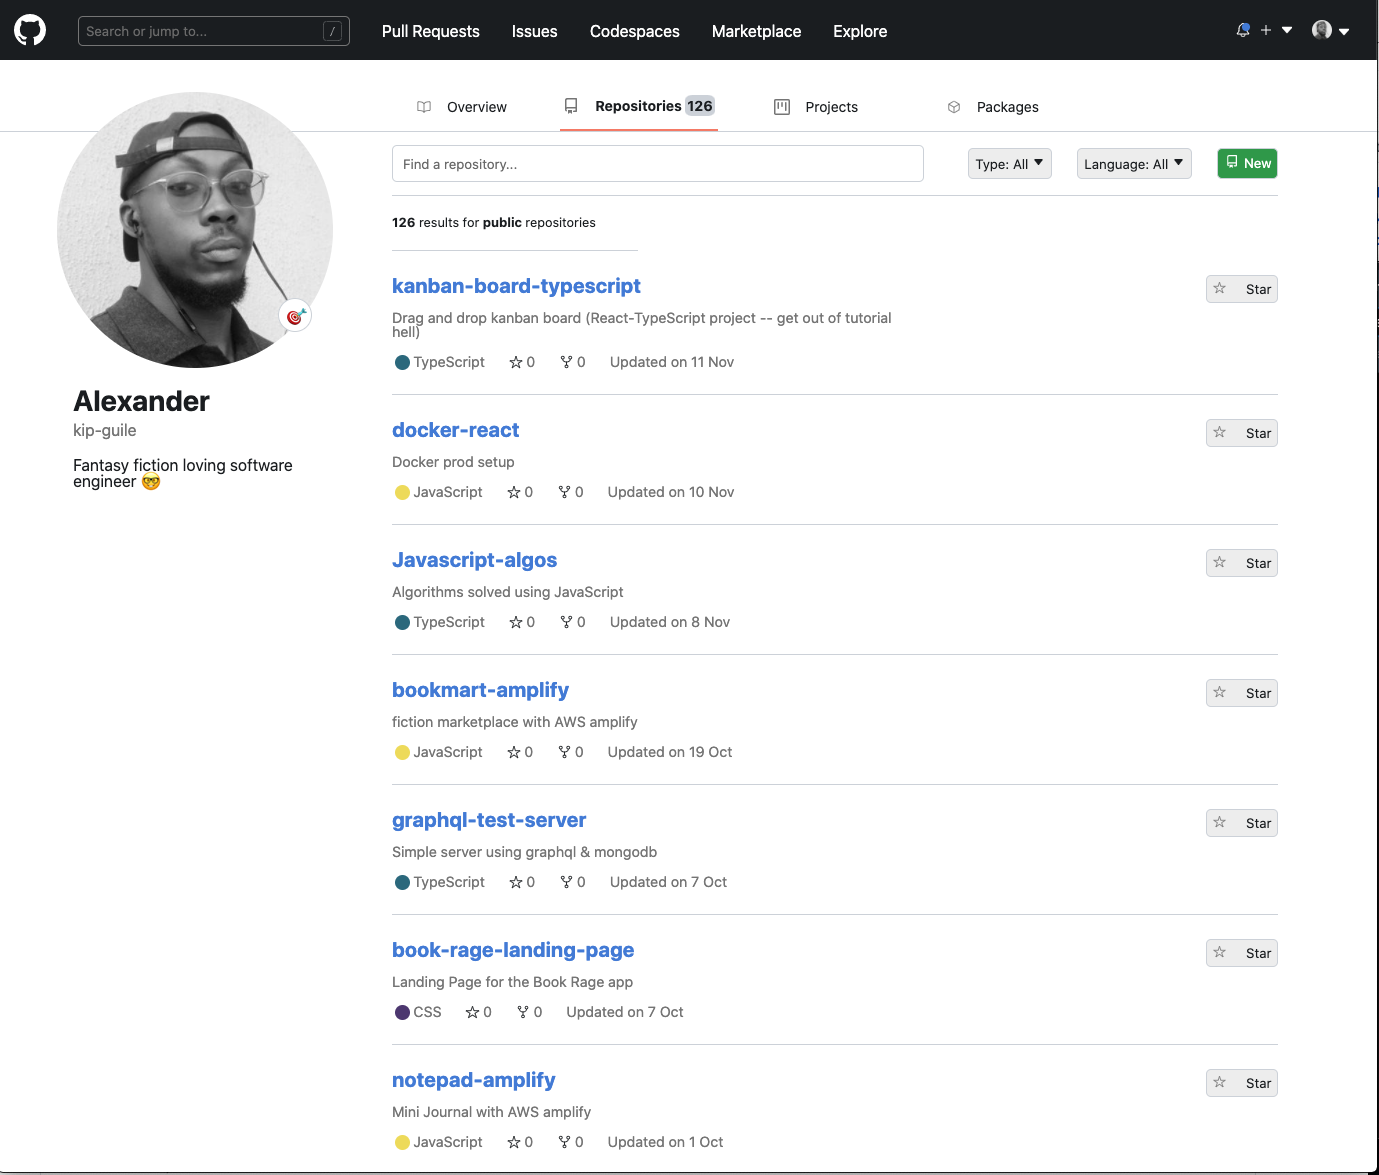 Search or jump to... /
Pull Requests Issues Codespaces Marketplace Explore
Overview Repositories 126 Projects Packages
Find a repository... Type: All Language: All New
126 results for public repositories
Alexander
kip-guile
Fantasy fiction loving software
engineer
kanban-board-typescript Star
Drag and drop kanban board (React-TypeScript project -- get out of tutorial
hell)
TypeScript 0 0 Updated on 11 Nov
docker-react Star
Docker prod setup
JavaScript 0 0 Updated on 10 Nov
Javascript-algos Star
Algorithms solved using JavaScript
TypeScript 0 0 Updated on 8 Nov
bookmart-amplify Star
fiction marketplace with AWS amplify
JavaScript 0 0 Updated on 19 Oct
graphql-test-server Star
Simple server using graphql & mongodb
TypeScript 0 0 Updated on 7 Oct
book-rage-landing-page Star
Landing Page for the Book Rage app
CSS 0 0 Updated on 7 Oct
notepad-amplify Star
Mini Journal with AWS amplify
JavaScript 0 0 Updated on 1 Oct